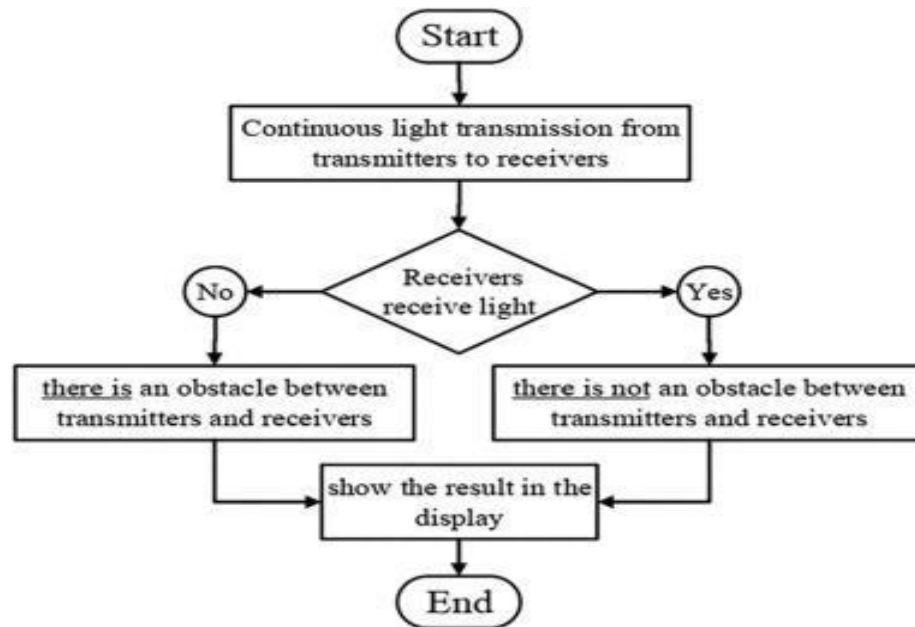 Start
Continuous light transmission from
transmitters to receivers
Receivers
receive light
No
Yes
there is an obstacle between
transmitters and receivers
there is not an obstacle between
transmitters and receivers
show the result in the
display
End